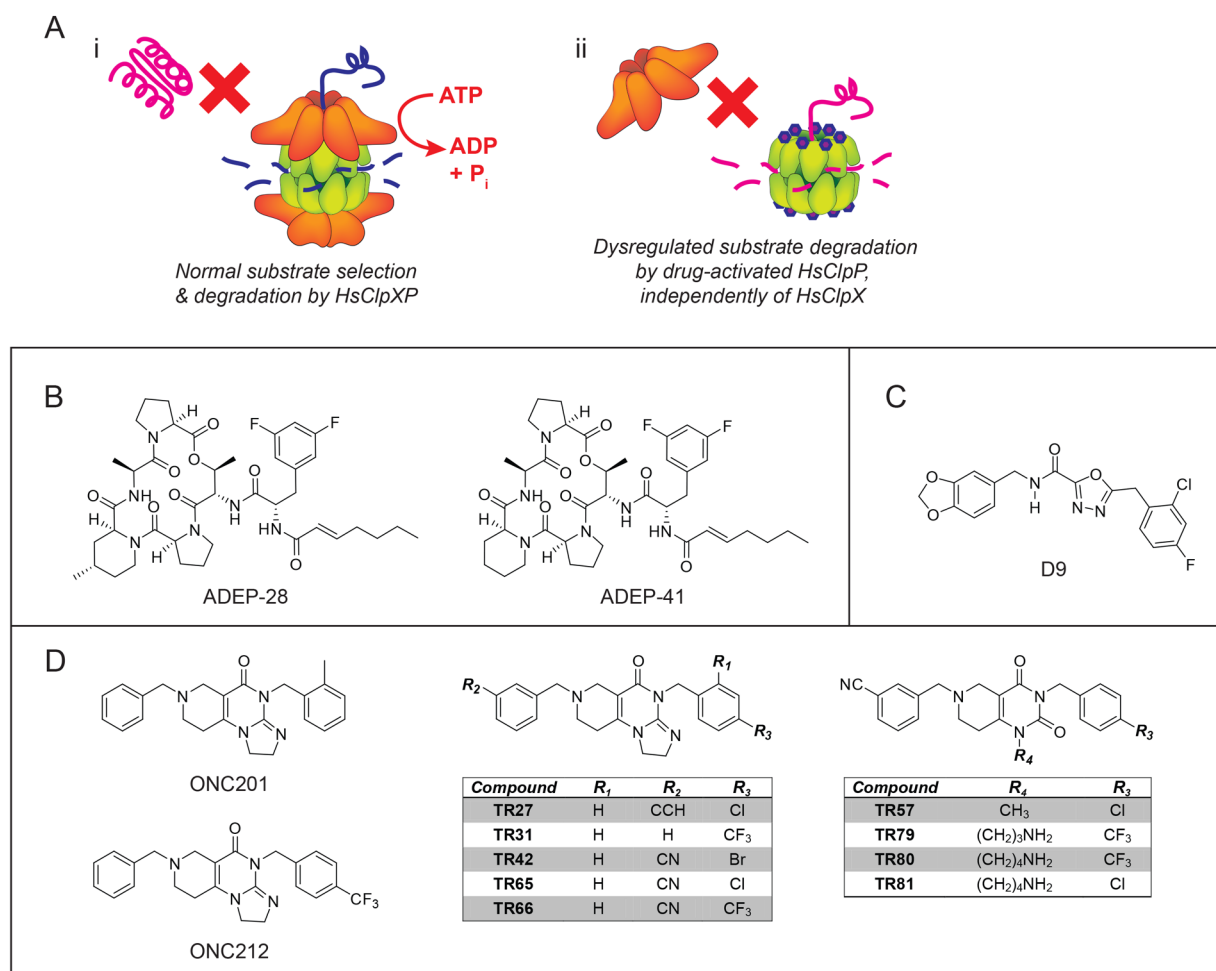 A
i
ii
ATP
ADP
+ Pi
Normal substrate selection
& degradation by HsClpXP
Dysregulated substrate degradation
by drug-activated HsClpP,
independently of HsClpX
B
H
N
O
O
O
O
N
O
NH
O
H
N
O
N
O
H
N
H
O
F
F
NH
O
ADEP-28
H
N
O
O
O
O
N
O
NH
O
H
N
O
N
O
H
N
H
O
F
F
NH
O
ADEP-41
C
O
O
O
N
H
O
N N
Cl
F
D9
D
O
N
N
N
N
ONC201
O
N
N
N
N
CF3
ONC212
R2
O
R1
N
N
N
N
R3
Compound R1 R2 R3
TR27 H CCH Cl
TR31 H H CF3
TR42 H CN Br
TR65 H CN Cl
TR66 H CN CF3
NC
O
N
N
N
O
R3
R4
Compound R4 R3
TR57 CH3 Cl
TR79 (CH2)3NH2 CF3
TR80 (CH2)4NH2 CF3
TR81 (CH2)4NH2 Cl